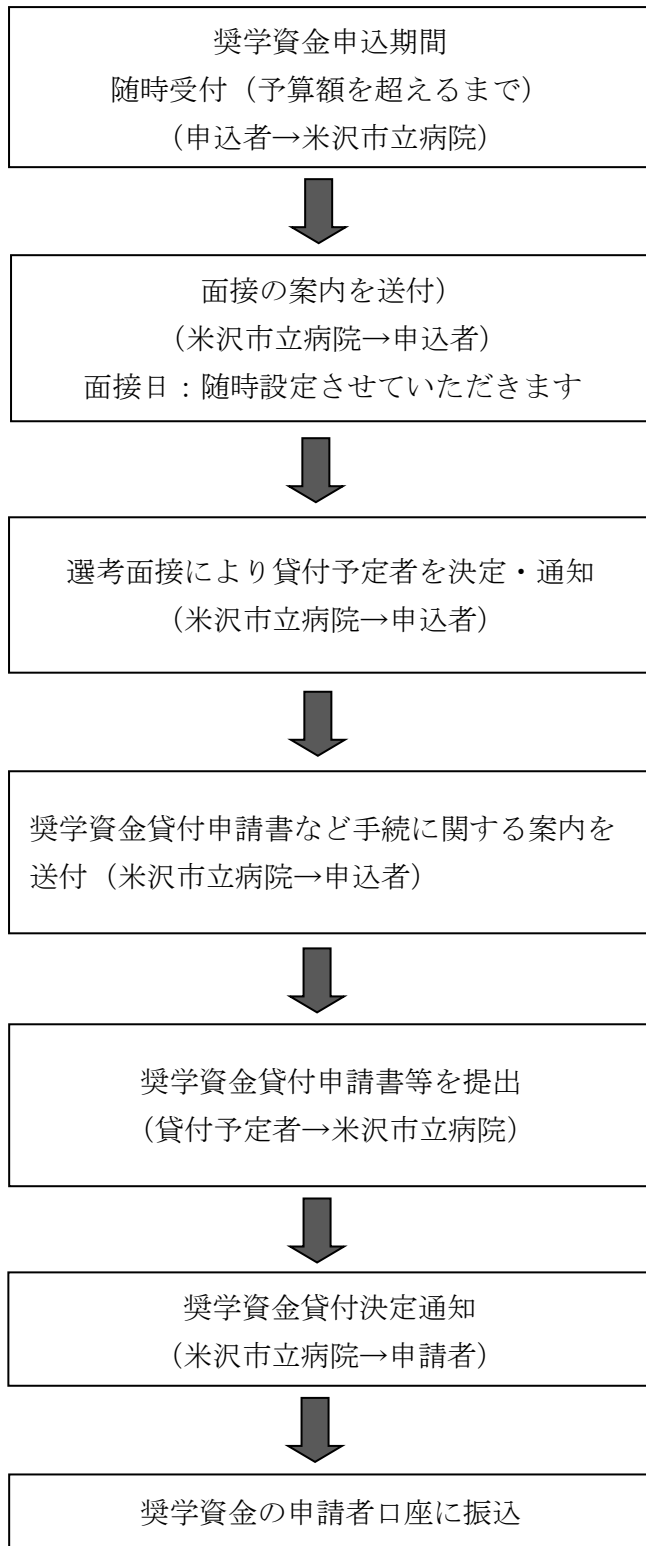 奨学資金申込期間
随時受付（予算額を超えるまで）
（申込者→米沢市立病院）
面接の案内を送付）
（米沢市立病院→申込者）
面接日：随時設定させていただきます
選考面接により貸付予定者を決定・通知
（米沢市立病院→申込者）
奨学資金貸付申請書など手続に関する案内を
送付（米沢市立病院→申込者）
奨学資金貸付申請書等を提出
（貸付予定者→米沢市立病院）
奨学資金貸付決定通知
（米沢市立病院→申請者）
奨学資金の申請者口座に振込